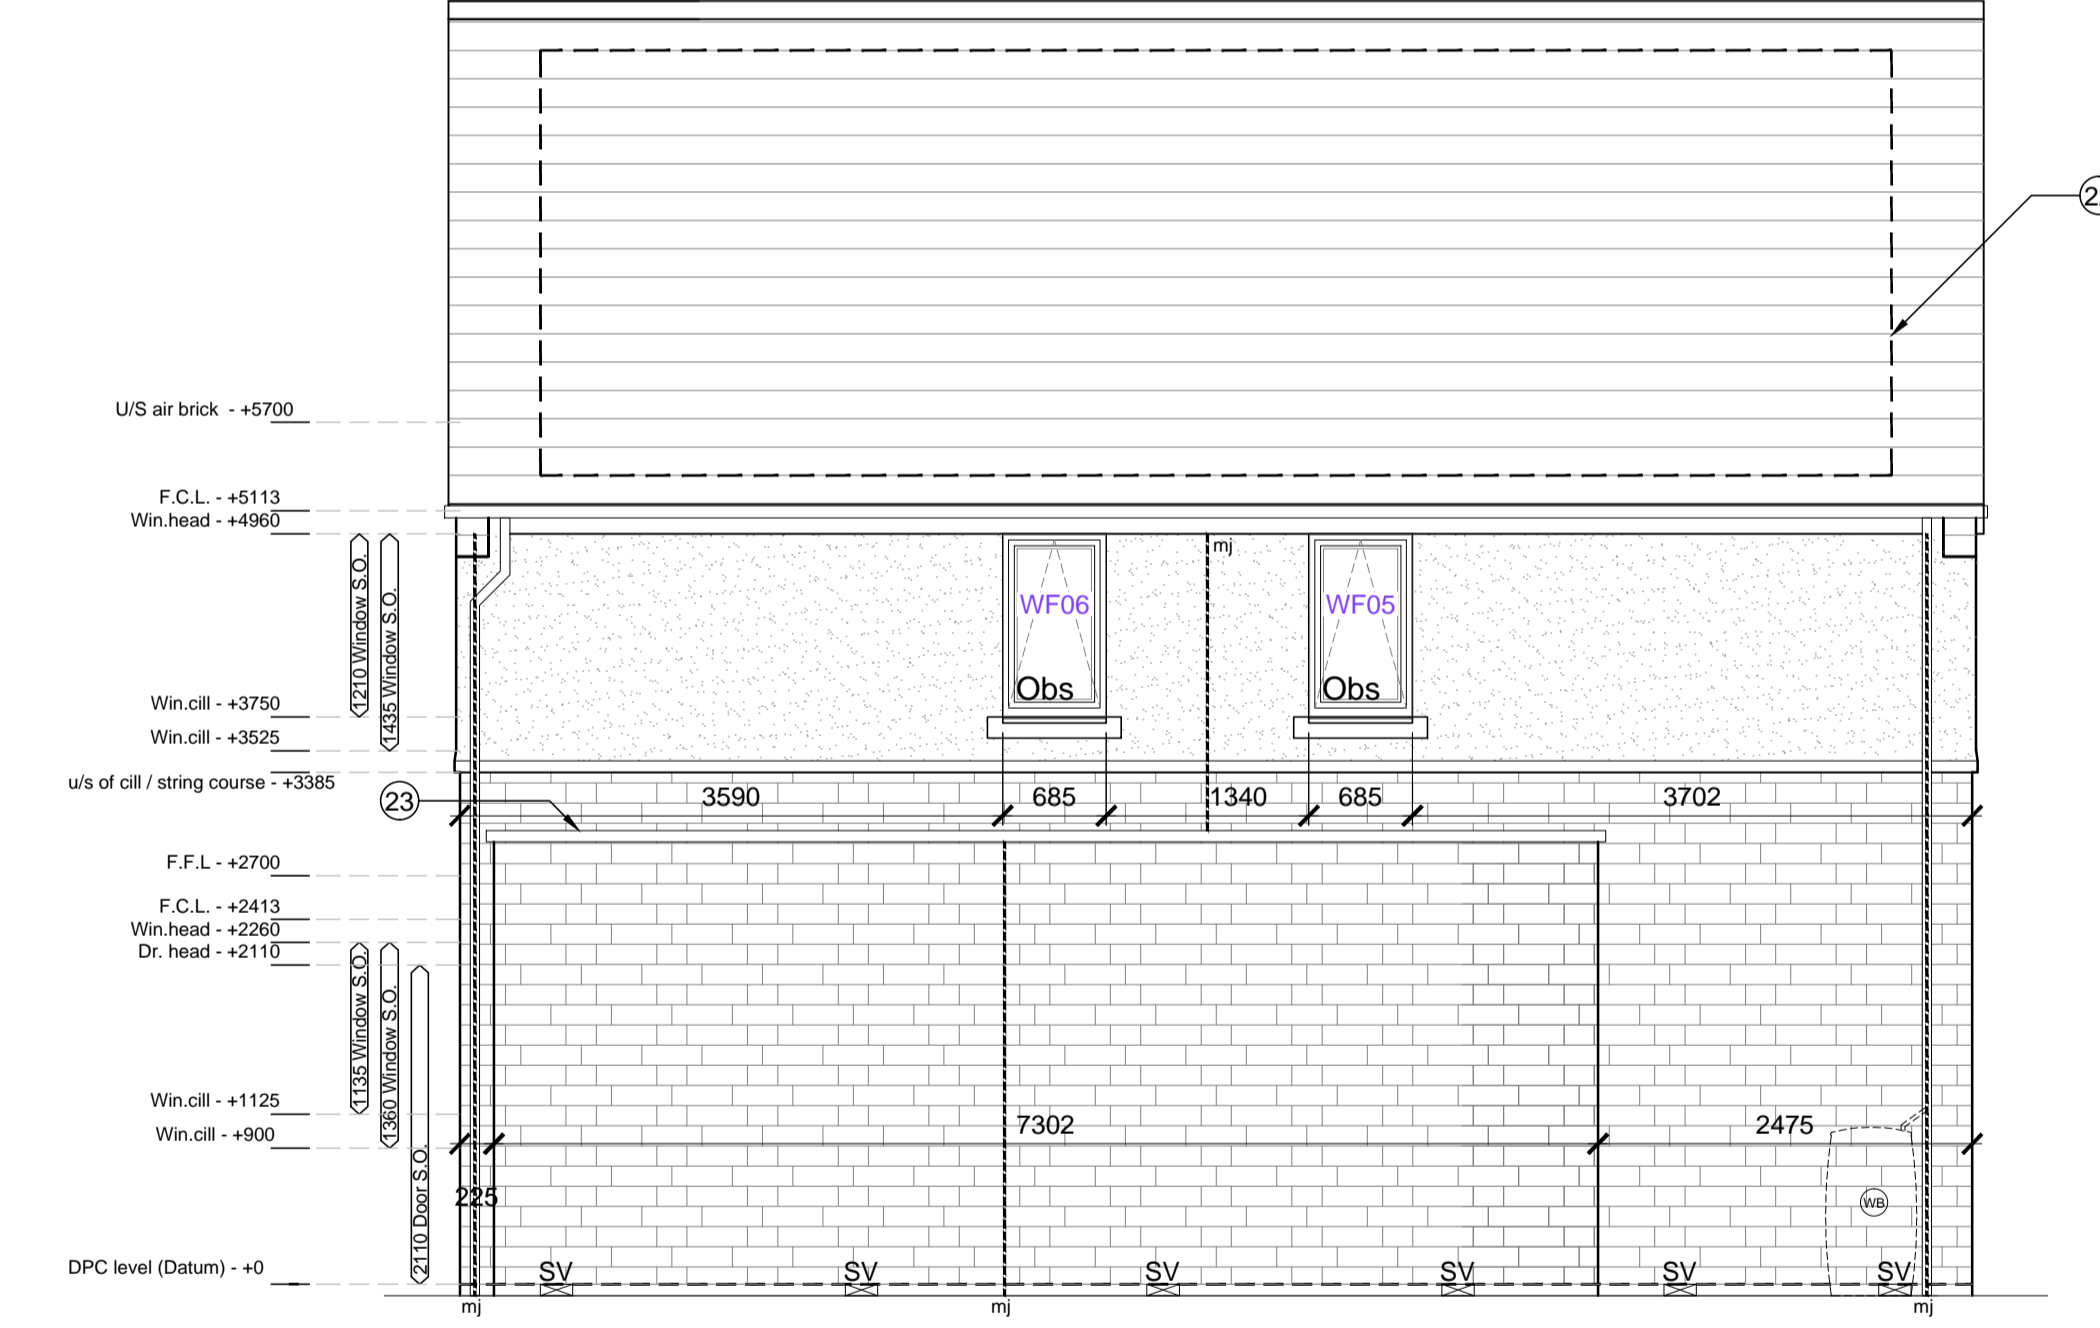 2
U/S air brick - +5700
F.C.L. - +5113
Win.head - +4960
1210 Window S.O.
1435 Window S.O.
mj
WF06
WF05
Obs
Obs
Win.cill - +3750
Win.cill - +3525
u/s of cill / string course - +3385
23
3590
685
1340
685
3702
F.F.L - +2700
F.C.L. - +2413
Win.head - +2260
Dr. head - +2110
1135 Window S.O.
1360 Window S.O.
2110 Door S.O.
Win.cill - +1125
Win.cill - +900
7302
2475
225
WB
DPC level (Datum) - +0
SV
SV
SV
SV
SV
SV
mj
mj
mj